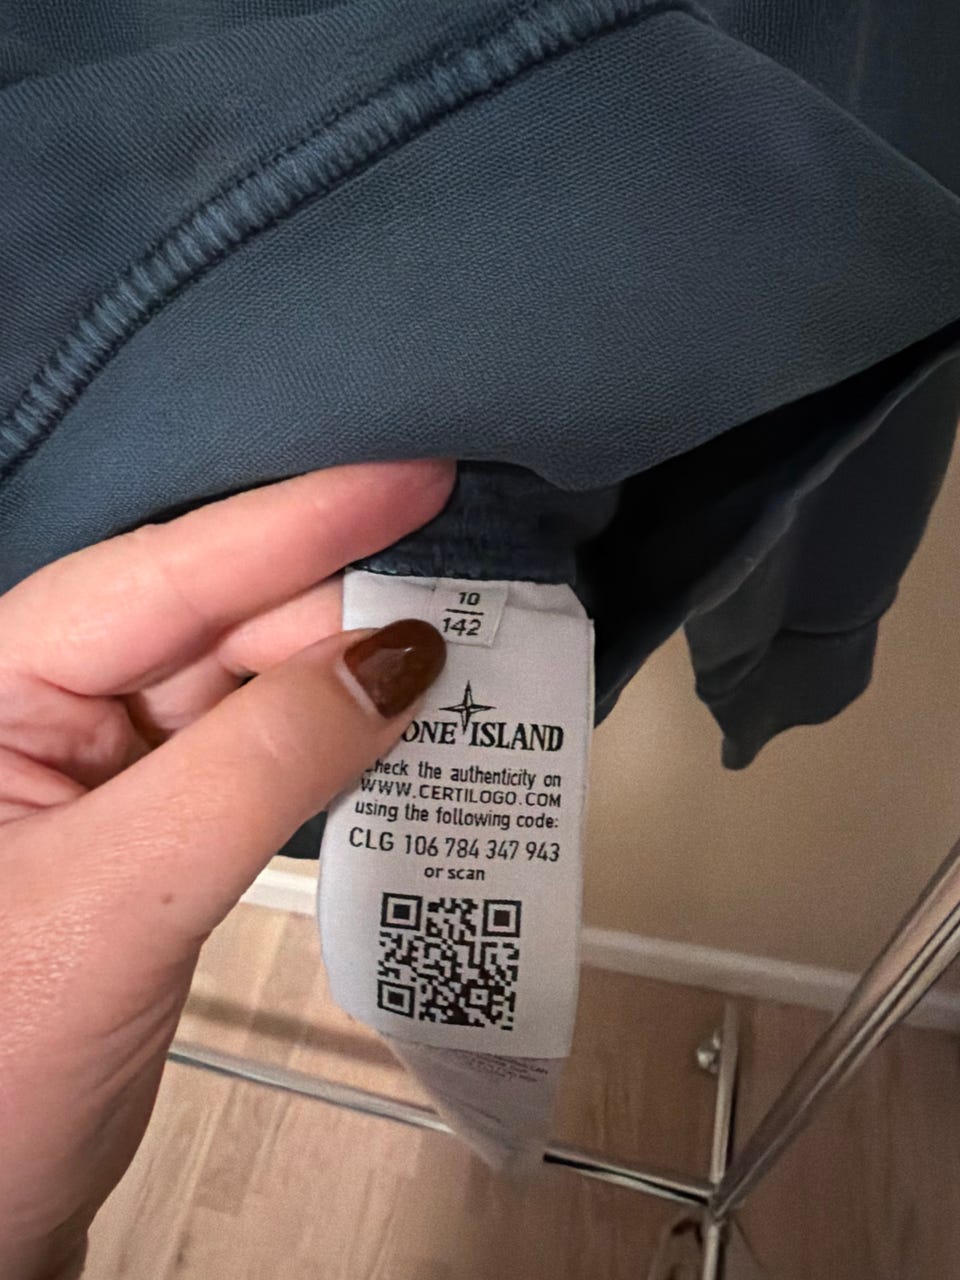 10
142
ONE ISLAND
heck the authenticity on
WWW.CERTILOGO.COM
using the following code:
CLG 106 784 347 943
or scan